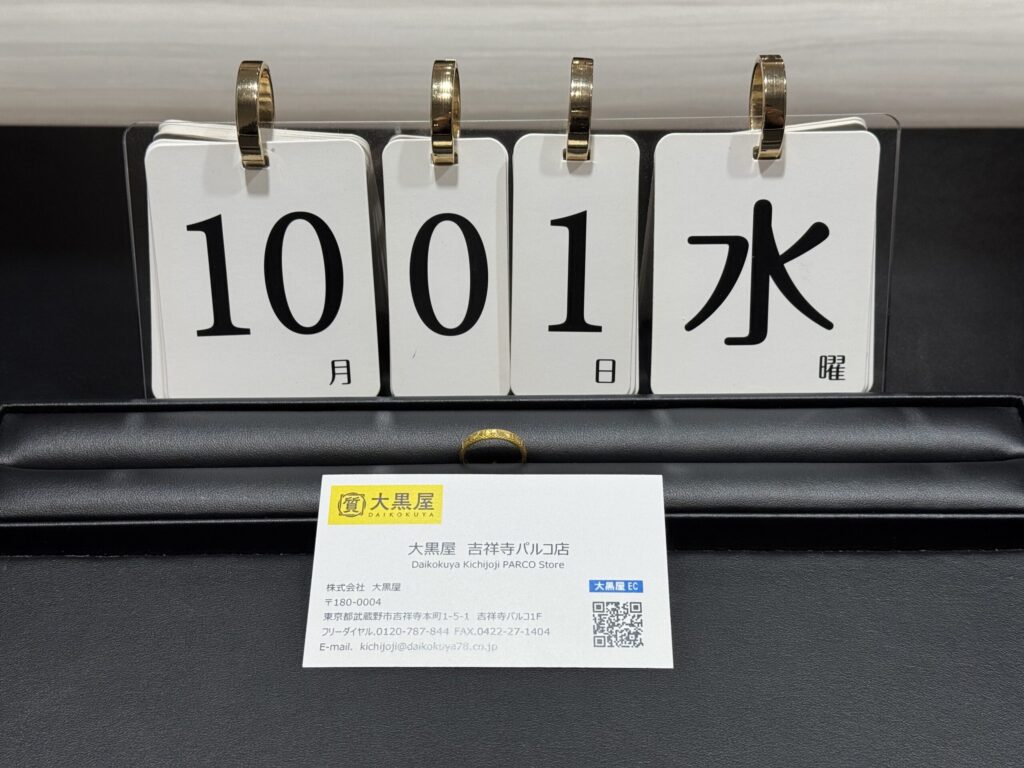 10月
01日
水曜
質 大黒屋
DAIKOKUYA
大黒屋 吉祥寺パルコ店
Daikokuya Kichijoji PARCO Store
株式会社 大黒屋
〒180-0004
東京都武蔵野市吉祥寺本町1-5-1 吉祥寺パルコ1F
フリーダイヤル.0120-787-844 FAX.0422-27-1404
E-mail. kichijoji@daikokuya78.co.jp
大黒屋 EC